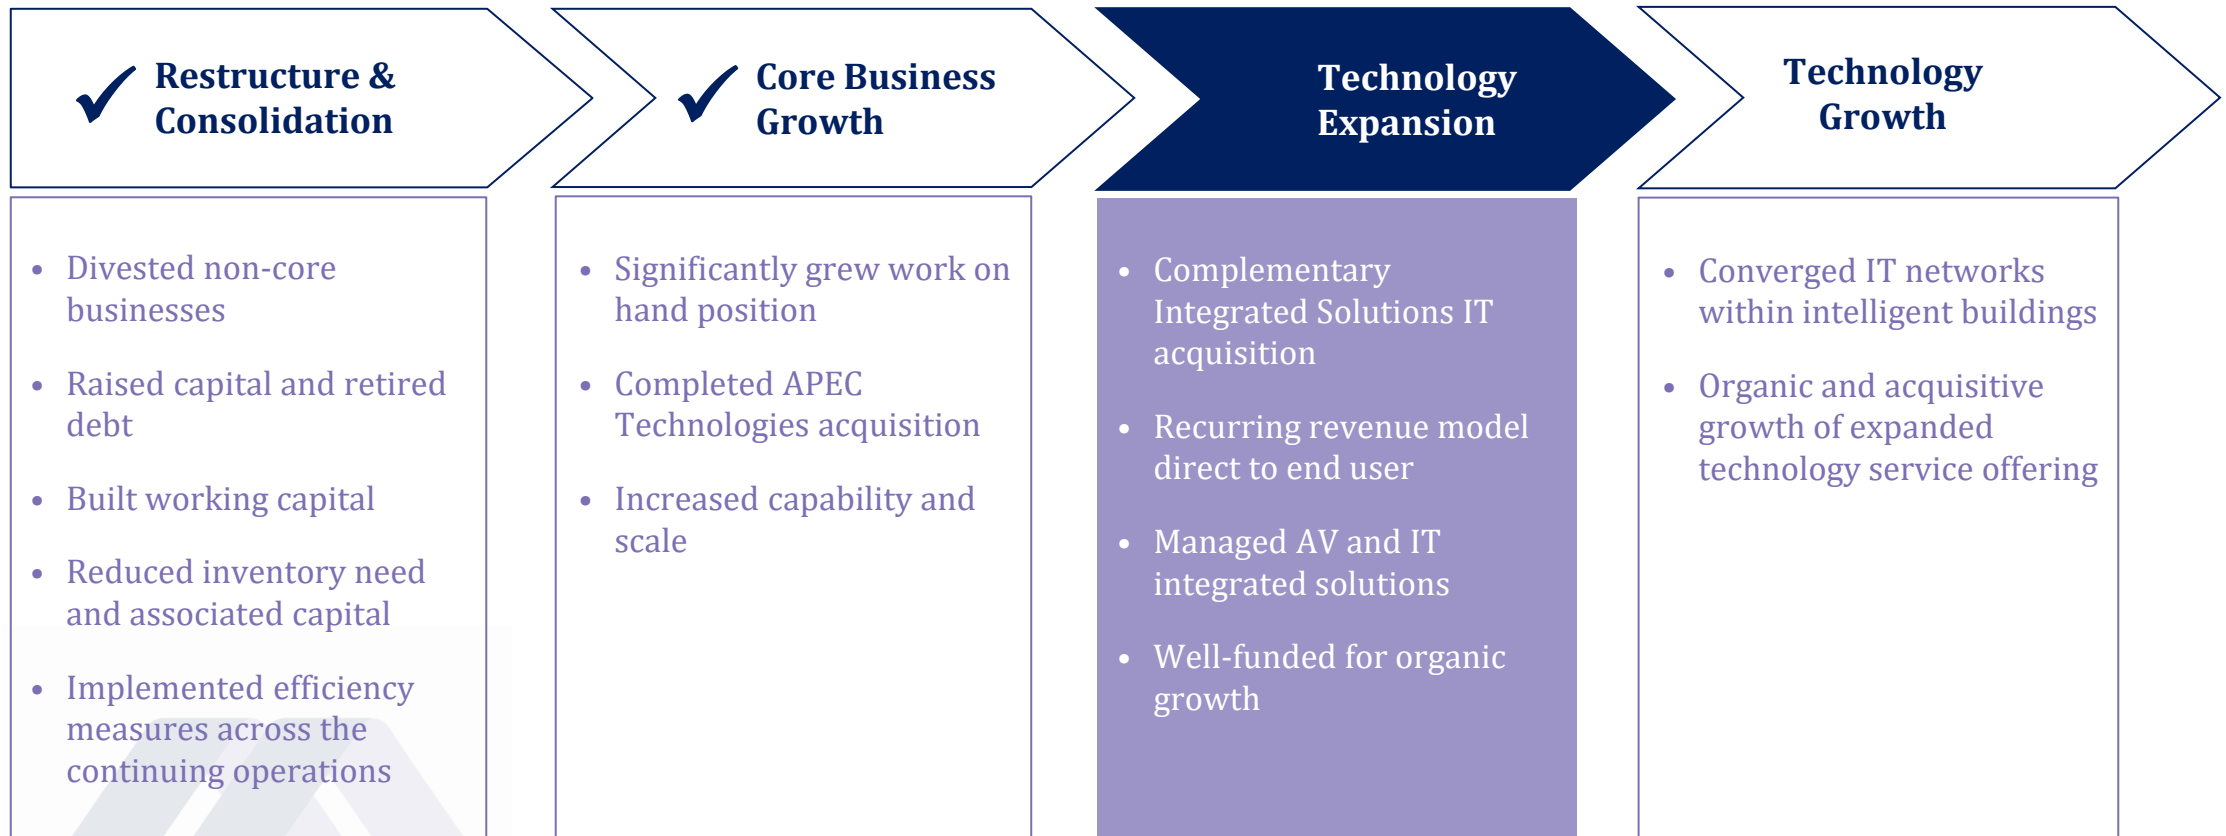 Restructure &
Consolidation
Core Business
Growth
Technology
Expansion
Technology
Growth
• Divested non-core
businesses
• Raised capital and retired
debt
• Built working capital
• Reduced inventory need
and associated capital
• Implemented efficiency
measures across the
continuing operations
• Significantly grew work on
hand position
• Completed APEC
Technologies acquisition
• Increased capability and
scale
• Complementary
Integrated Solutions IT
acquisition
• Recurring revenue model
direct to end user
• Managed AV and IT
integrated solutions
• Well-funded for organic
growth
• Converged IT networks
within intelligent buildings
• Organic and acquisitive
growth of expanded
technology service offering